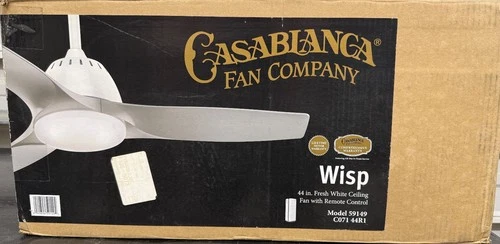 CASABLANCA®
FAN COMPANY
Wisp
44 in. Fresh White Ceiling
Fan with Remote Control
Model 59149
C071 44R1